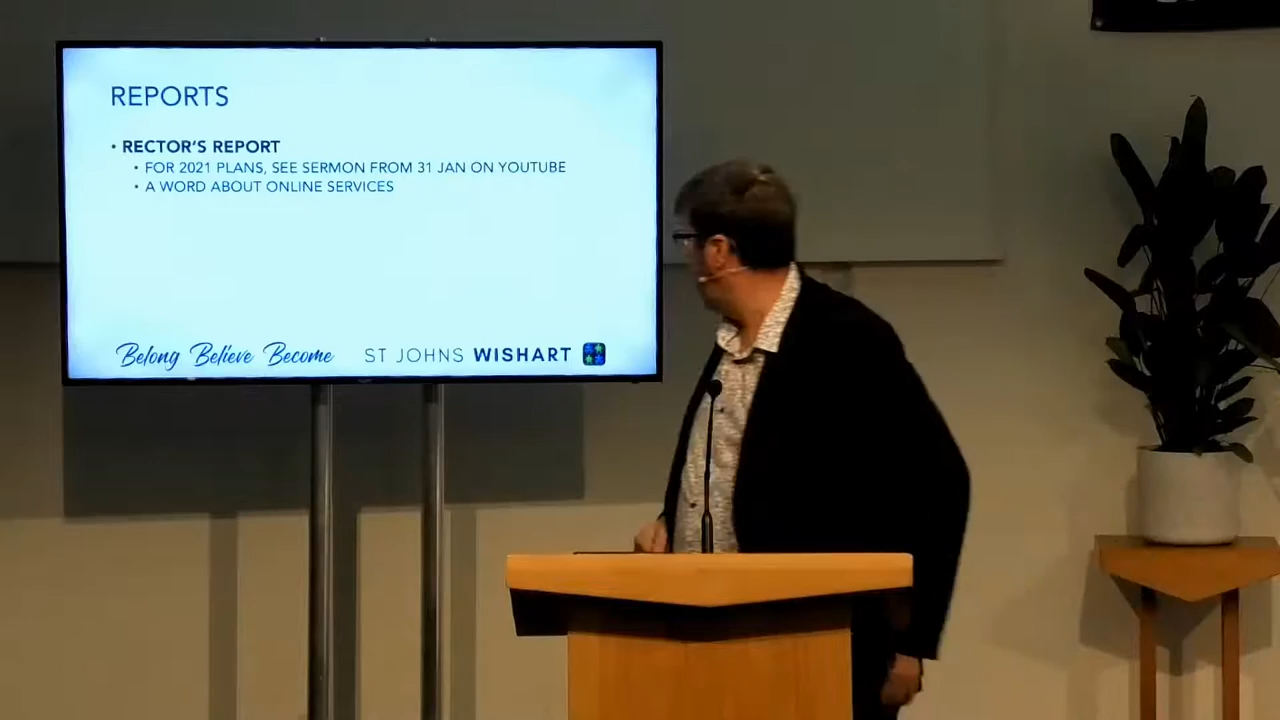 REPORTS
• RECTOR'S REPORT
• FOR 2021 PLANS, SEE SERMON FROM 31 JAN ON YOUTUBE
• A WORD ABOUT ONLINE SERVICES
Belong Believe Become ST JOHNS WISHART